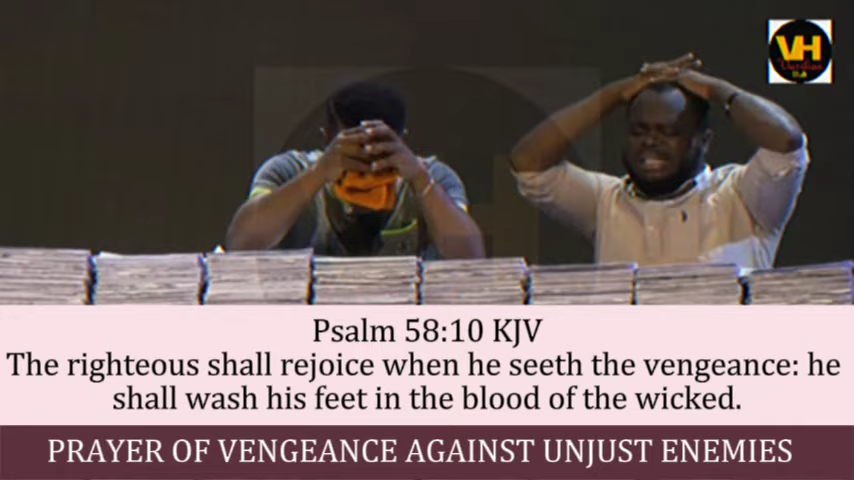 VH
Psalm 58:10 KJV
The righteous shall rejoice when he seeth the vengeance: he
shall wash his feet in the blood of the wicked.
PRAYER OF VENGEANCE AGAINST UNJUST ENEMIES